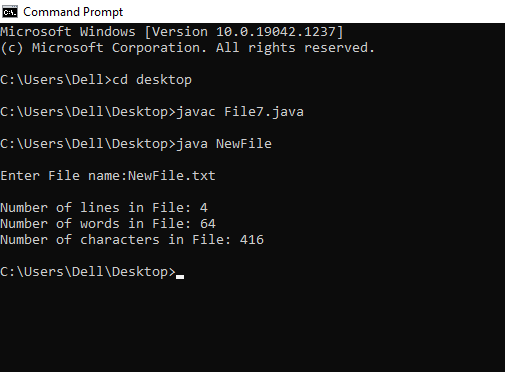 Command Prompt
Microsoft Windows [Version 10.0.19042.1237]
(c) Microsoft Corporation. All rights reserved.
C:\Users\Dell>cd desktop
C:\Users\Dell\Desktop>javac File7.java
C:\Users\Dell\Desktop>java NewFile
Enter File name:NewFile.txt
Number of lines in File: 4
Number of words in File: 64
Number of characters in File: 416
C:\Users\Dell\Desktop>